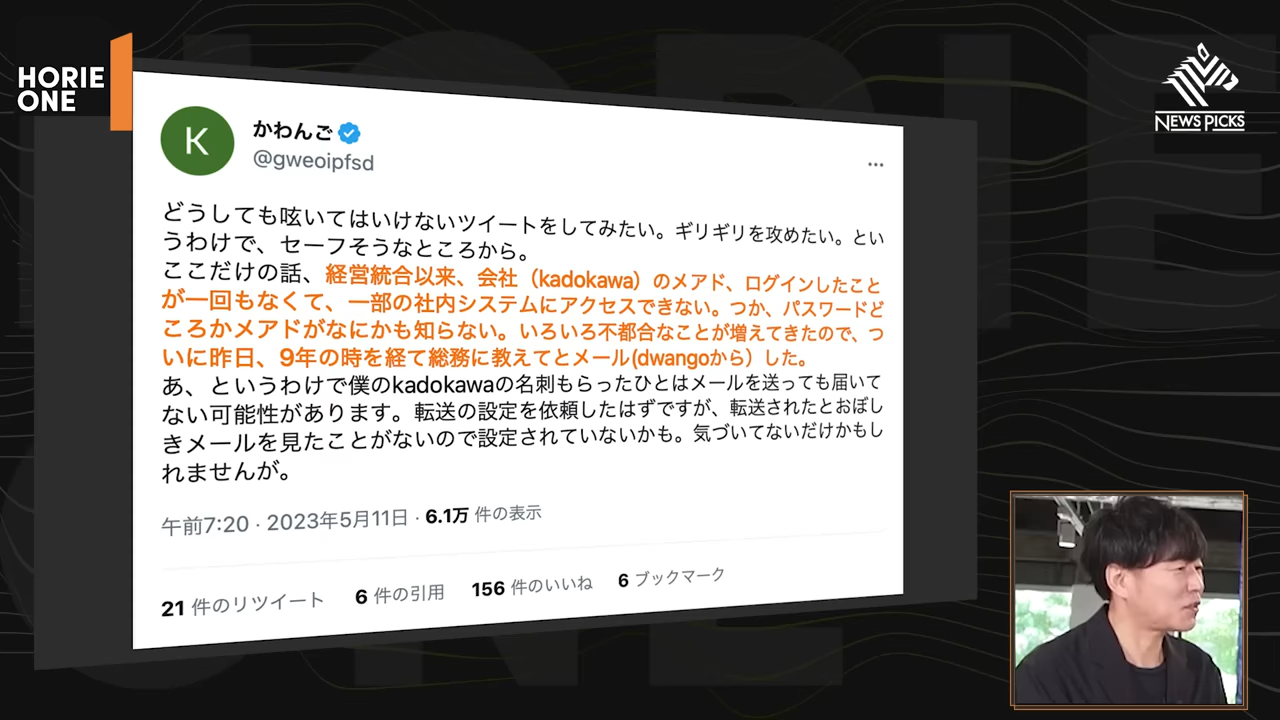 HORIE
ONE
NEWS PICKS
K
かわんご
@gweoipfsd
どうしても呟いてはいけないツイートをしてみたい。ギリギリを攻めたい。とい
うわけで、セーフそうなところから。
ここだけの話、経営統合以来、会社（kadokawa）のメアド、ログインしたこと
が一回もなくて、一部の社内システムにアクセスできない。つか、パスワードど
ころかメアドがなにかも知らない。いろいろ不都合なことが増えてきたので、つ
いに昨日、9年の時を経て総務に教えてとメール(dwangoから）した。
あ、というわけで僕のkadokawaの名刺もらったひとはメールを送っても届いて
ない可能性があります。転送の設定を依頼したはずですが、転送されたとおぼし
きメールを見たことがないので設定されていないかも。気づいてないだけかもし
れませんが。
午前7:20 · 2023年5月11日 · 6.1万 件の表示
21 件のリツイート 6 件の引用 156 件のいいね 6 ブックマーク